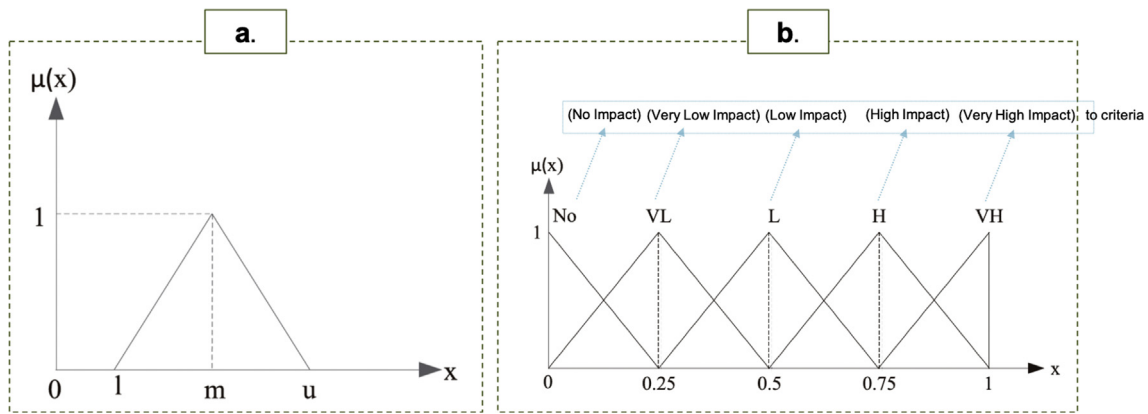 a.
μ(x)
1
0 l m u x
b.
(No Impact) (Very Low Impact) (Low Impact) (High Impact) (Very High Impact) to criteria
μ(x)
No VL L H VH
1
0 0.25 0.5 0.75 1 x